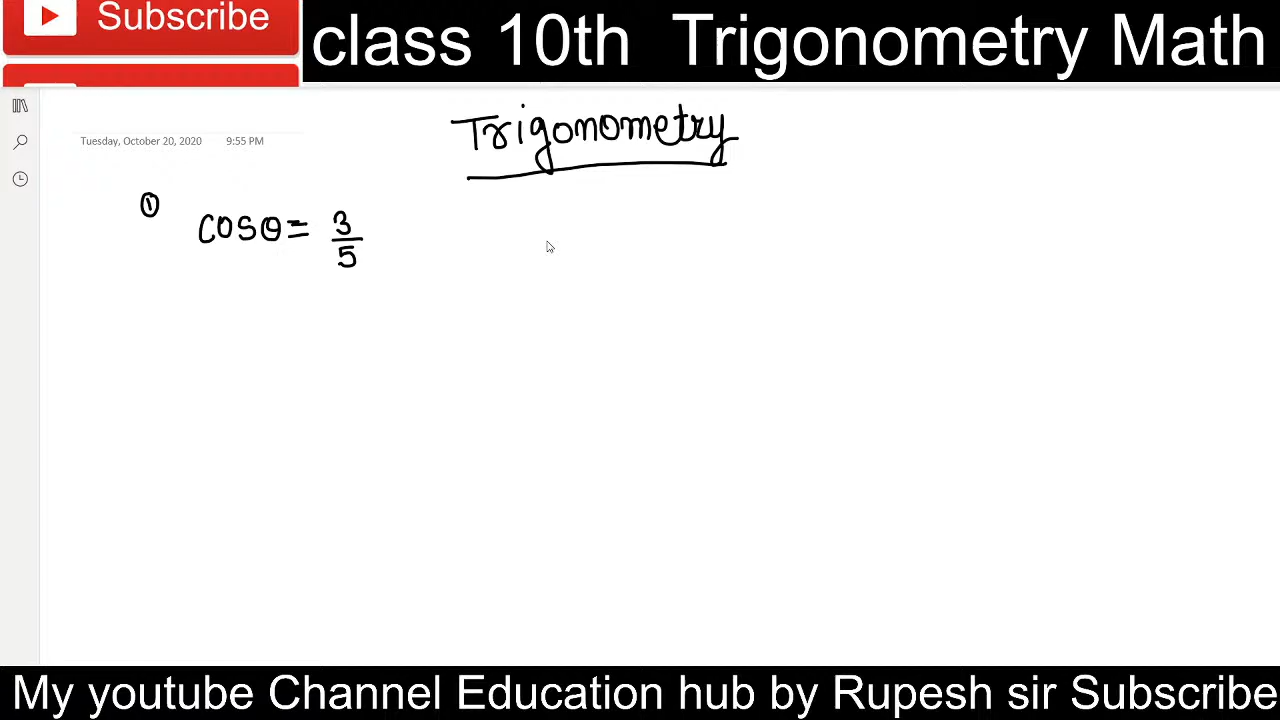 Subscribe
class 10th Trigonometry Math
Trigonometry
Tuesday, October 20, 2020 9:55 PM
①
cosθ = 3/5
My youtube Channel Education hub by Rupesh sir Subscribe